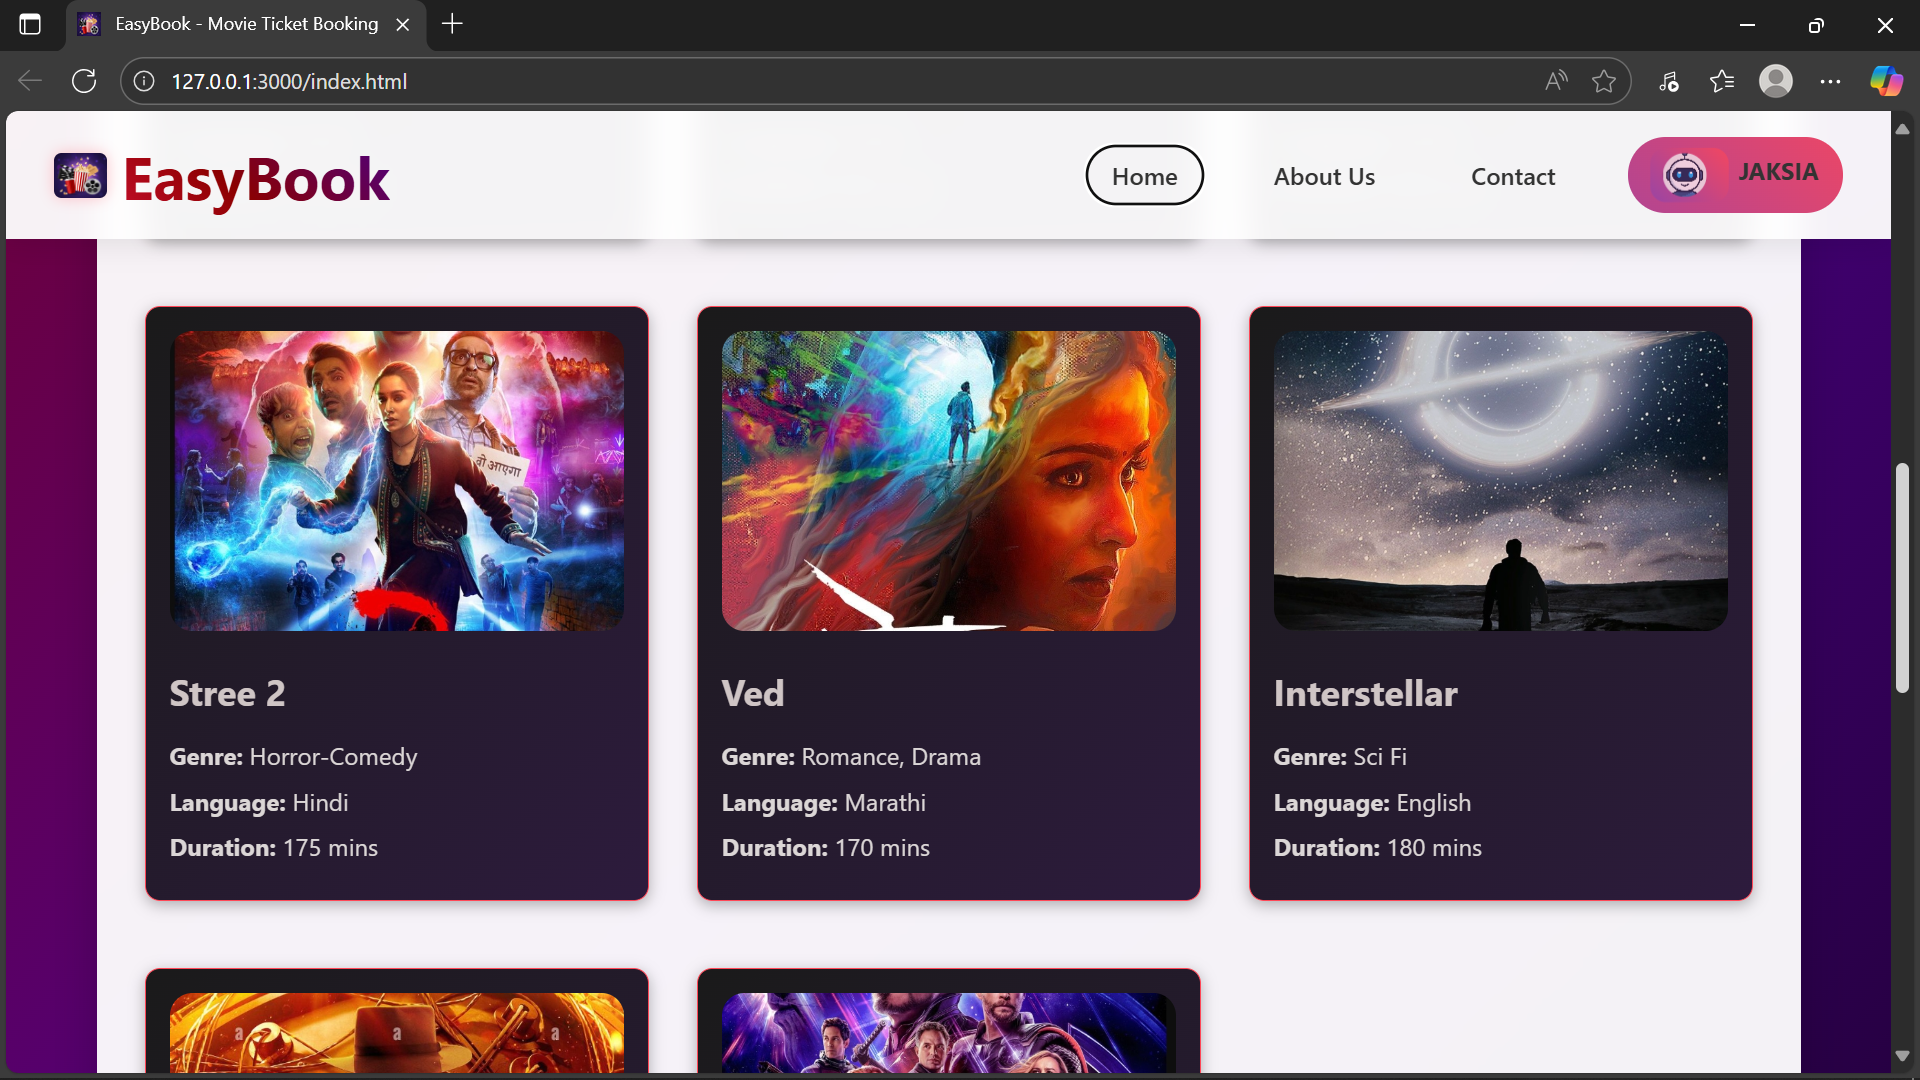 EasyBook - Movie Ticket Booking
127.0.0.1:3000/index.html
EasyBook
Home
About Us
Contact
JAKSIA
वो आएगा
Stree 2
Genre: Horror-Comedy
Language: Hindi
Duration: 175 mins
Ved
Genre: Romance, Drama
Language: Marathi
Duration: 170 mins
Interstellar
Genre: Sci Fi
Language: English
Duration: 180 mins
a a a